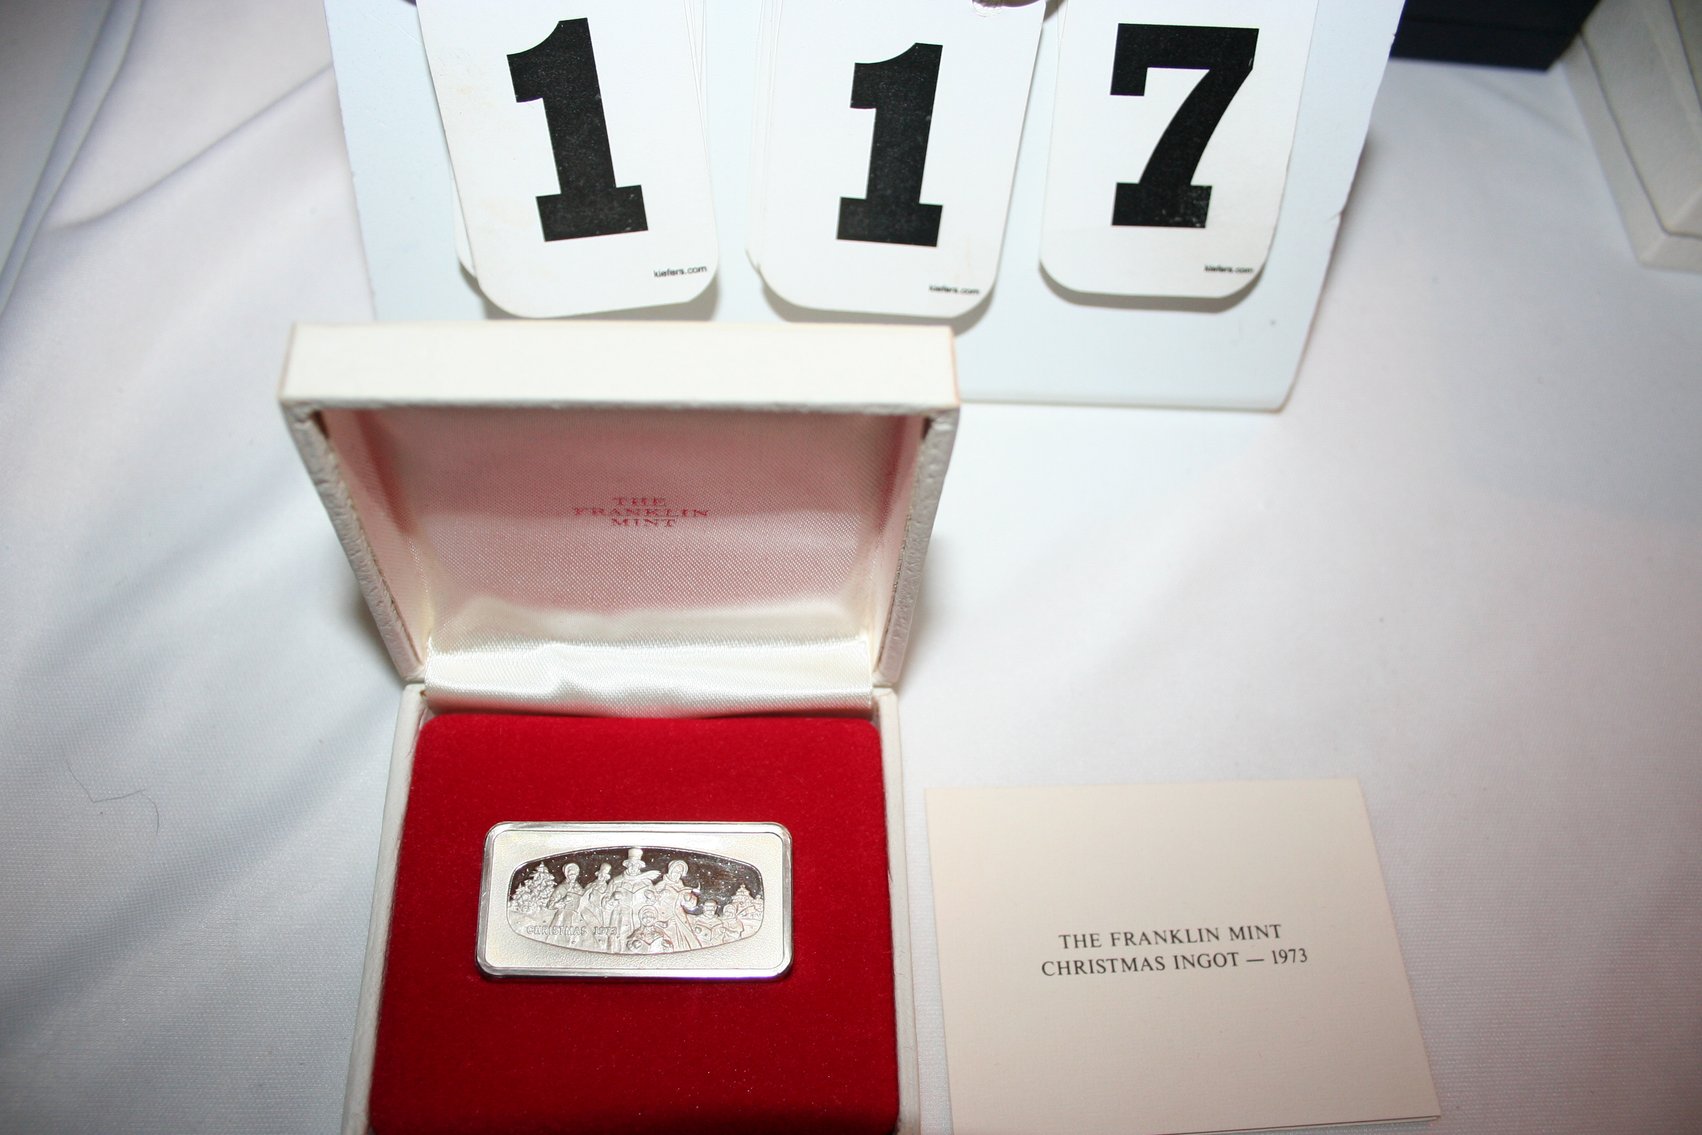 1 1 7
kiefers.com
kiefers.com
kiefers.com
THE
FRANKLIN
MINT
CHRISTMAS 1973
THE FRANKLIN MINT
CHRISTMAS INGOT — 1973